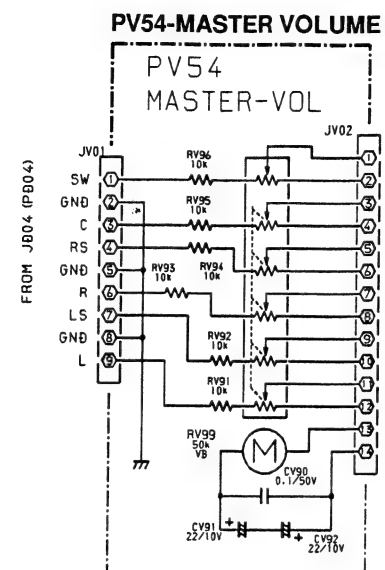 PV54-MASTER VOLUME
PV54
MASTER-VOL
JV02
JV01
FROM JB04 (PD04)
SW 1
GND 2
C 3
RS 4
GND 5
R 6
LS 7
GND 8
L 9
RV96
10k
RV95
10k
RV93
10k
RV94
10k
RV92
10k
RV91
10k
1
2
3
4
5
6
7
8
9
10
11
12
13
14
RV99
50k
VB
M
CV90
0.1/50V
CV91
22/10V
+
+
CV92
22/10V